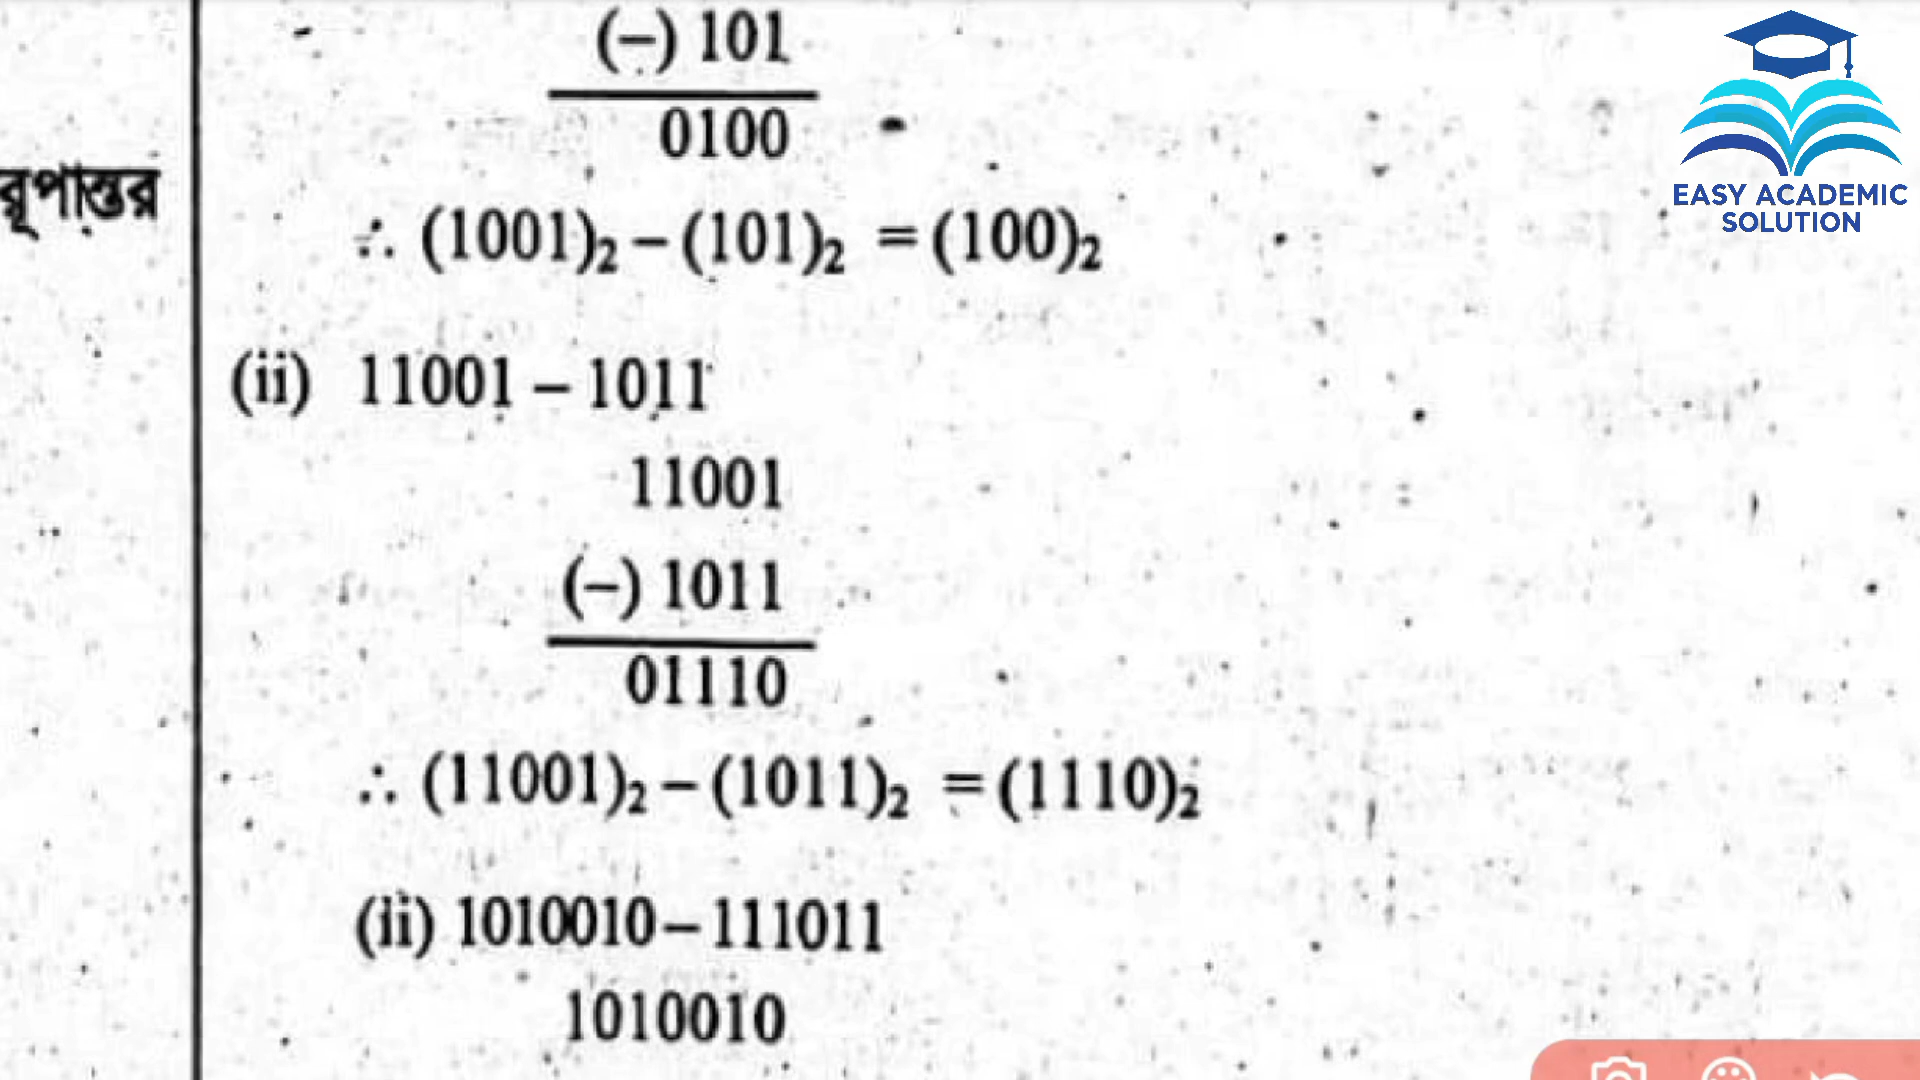 (–) 101
0100
রূপান্তর
∴ (1001)₂ – (101)₂ = (100)₂
(ii) 11001 – 1011
11001
(–) 1011
01110
∴ (11001)₂ – (1011)₂ = (1110)₂
(ii) 1010010 – 111011
1010010
EASY ACADEMIC
SOLUTION